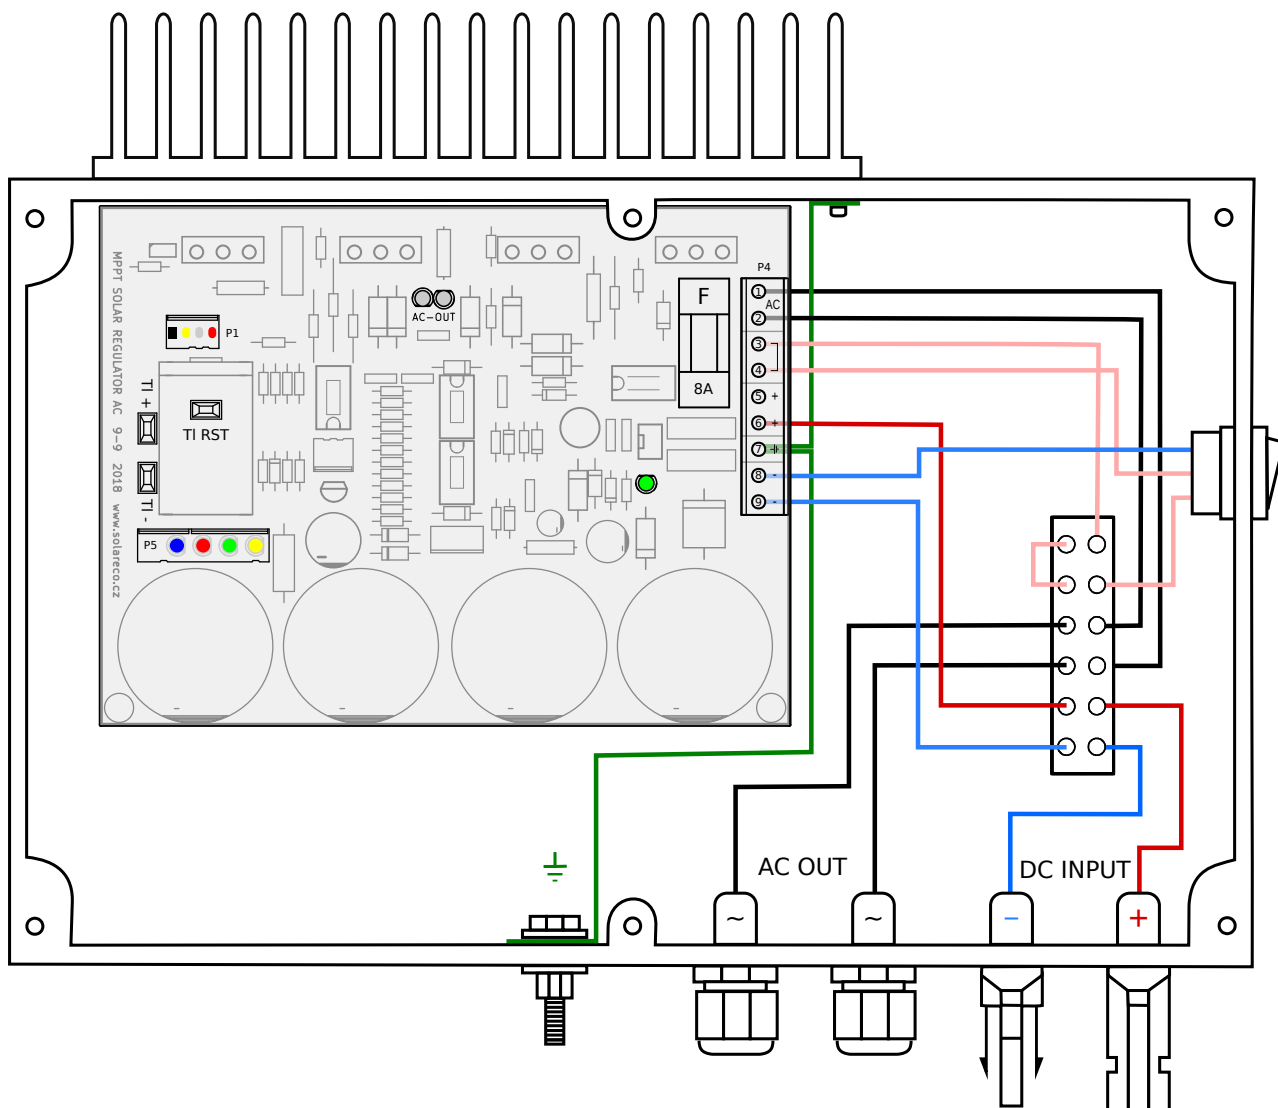 MPPT SOLAR REGULATOR AC 9-9 2018 www.solareco.cz
P4
F
8A
1
AC
2
3
4
5 +
6 +
7
8 -
9 -
AC-OUT
P1
TI +
TI RST
TI -
P5
-
-
-
-
AC OUT
DC INPUT
~
~
−
+